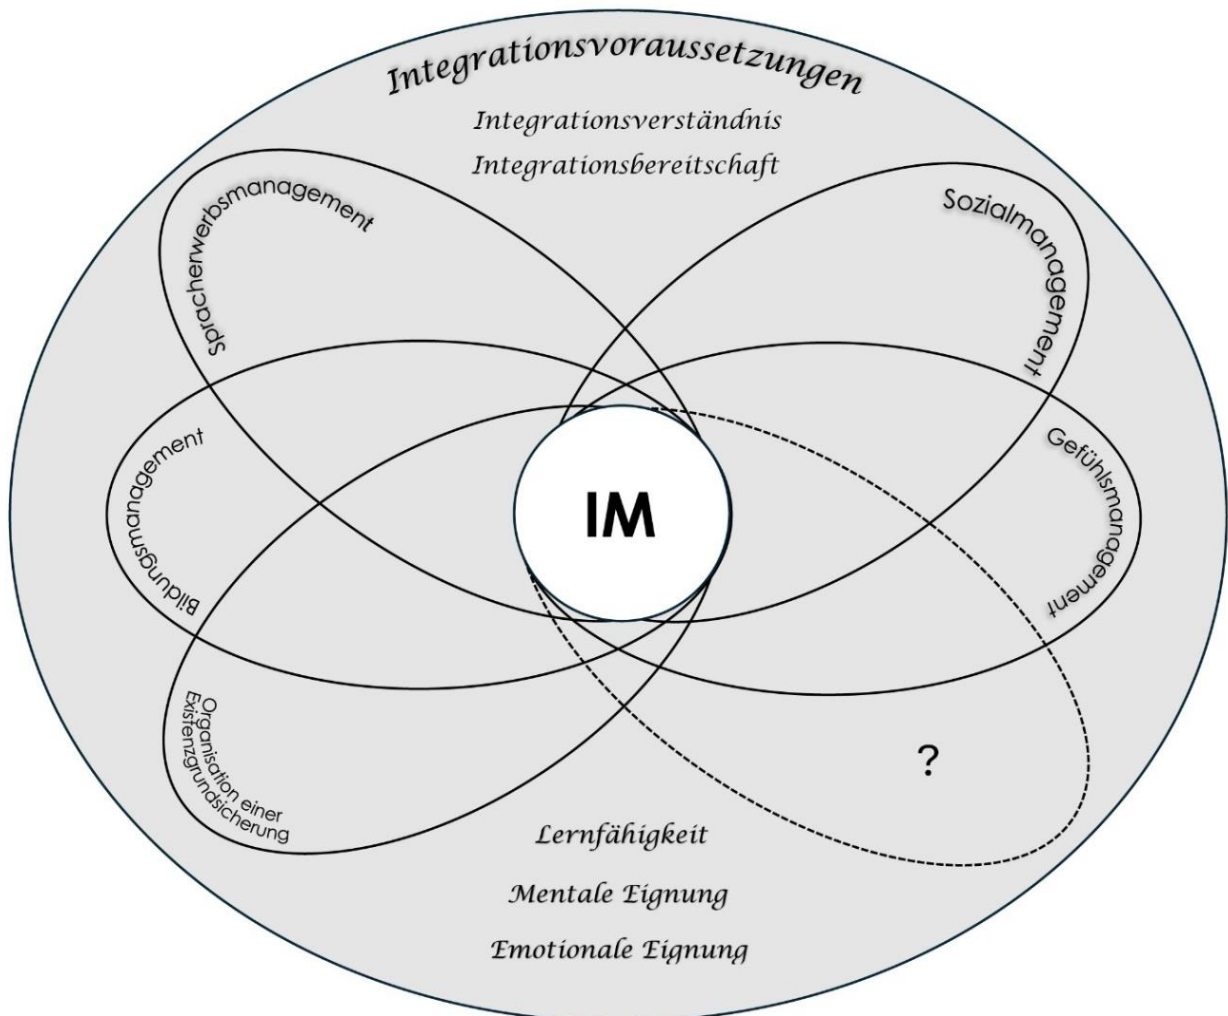 Integrationsvoraussetzungen
Integrationsverständnis
Integrationsbereitschaft
Spracherwerbsmanagement
Sozialmanagement
Bildungsmanagement
IM
Gefühlsmanagement
Organisation einer
Existenzgrundsicherung
?
Lernfähigkeit
Mentale Eignung
Emotionale Eignung